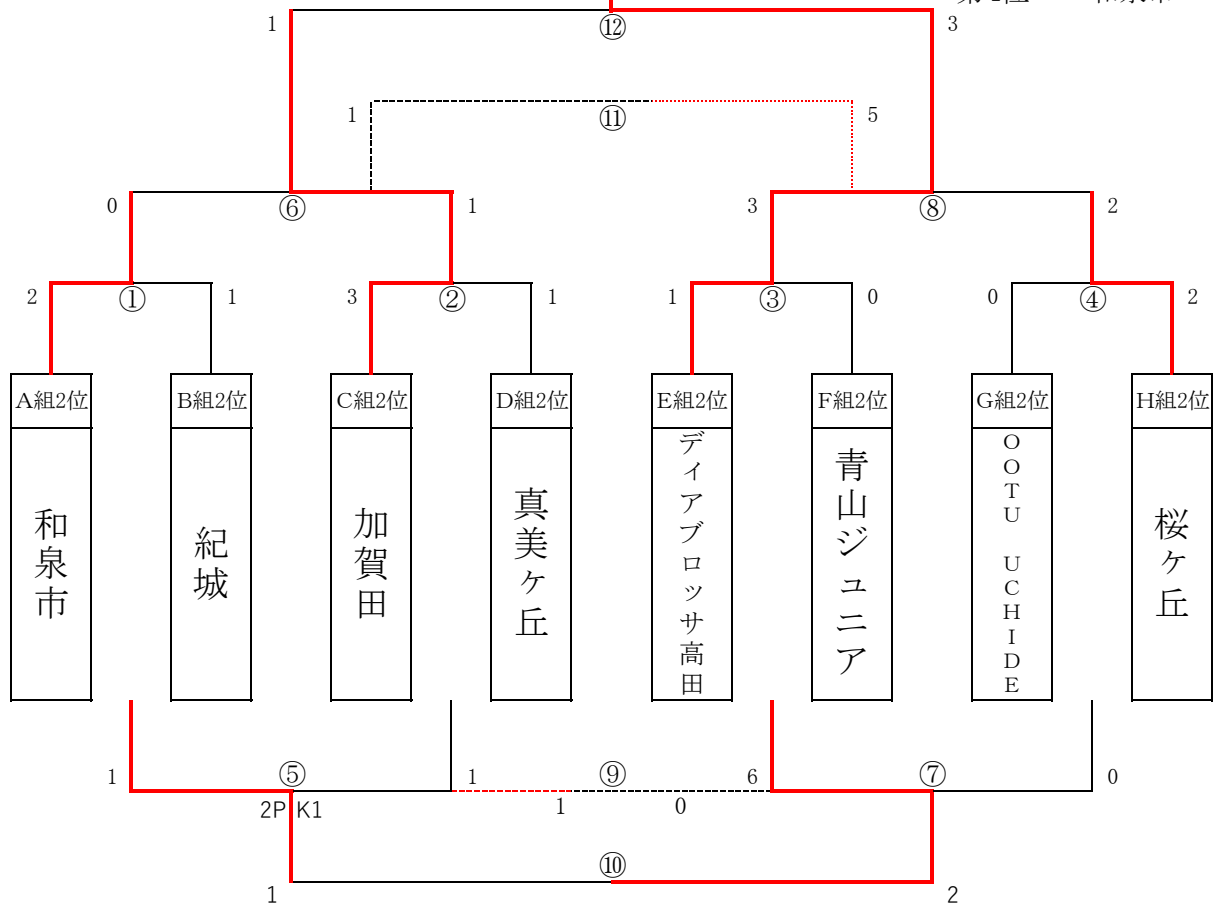 1 ⑫ 3
1 ⑪ 5
0 ⑥ 1 3 ⑧ 2
2 ① 1 3 ② 1 1 ③ 0 0 ④ 2
A組2位 B組2位 C組2位 D組2位 E組2位 F組2位 G組2位 H組2位
和泉市
紀城
加賀田
真美ヶ丘
ディアブロッサ高田
青山ジュニア
OOTU UCHIDE
桜ヶ丘
1 ⑤ 1 ⑨ 6 ⑦ 0
2PK1 1 0
⑩
1 2